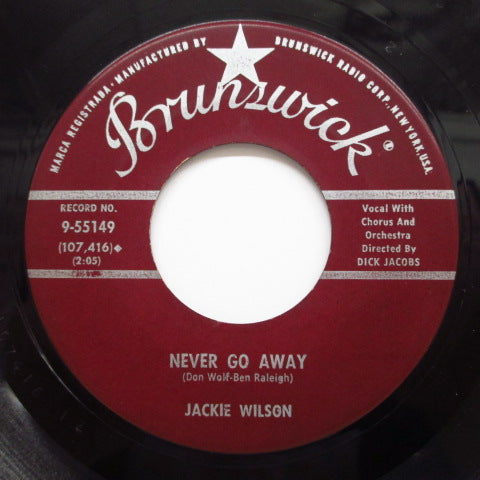 MARCA REGISTRADA · MANUFACTURED BY BRUNSWICK RADIO CORP., NEW YORK, USA.
Brunswick®
RECORD NO.
9-55149
(107,416)◆
(2:05)
Vocal With
Chorus And
Orchestra
Directed By
DICK JACOBS
NEVER GO AWAY
(Don Wolf-Ben Raleigh)
JACKIE WILSON